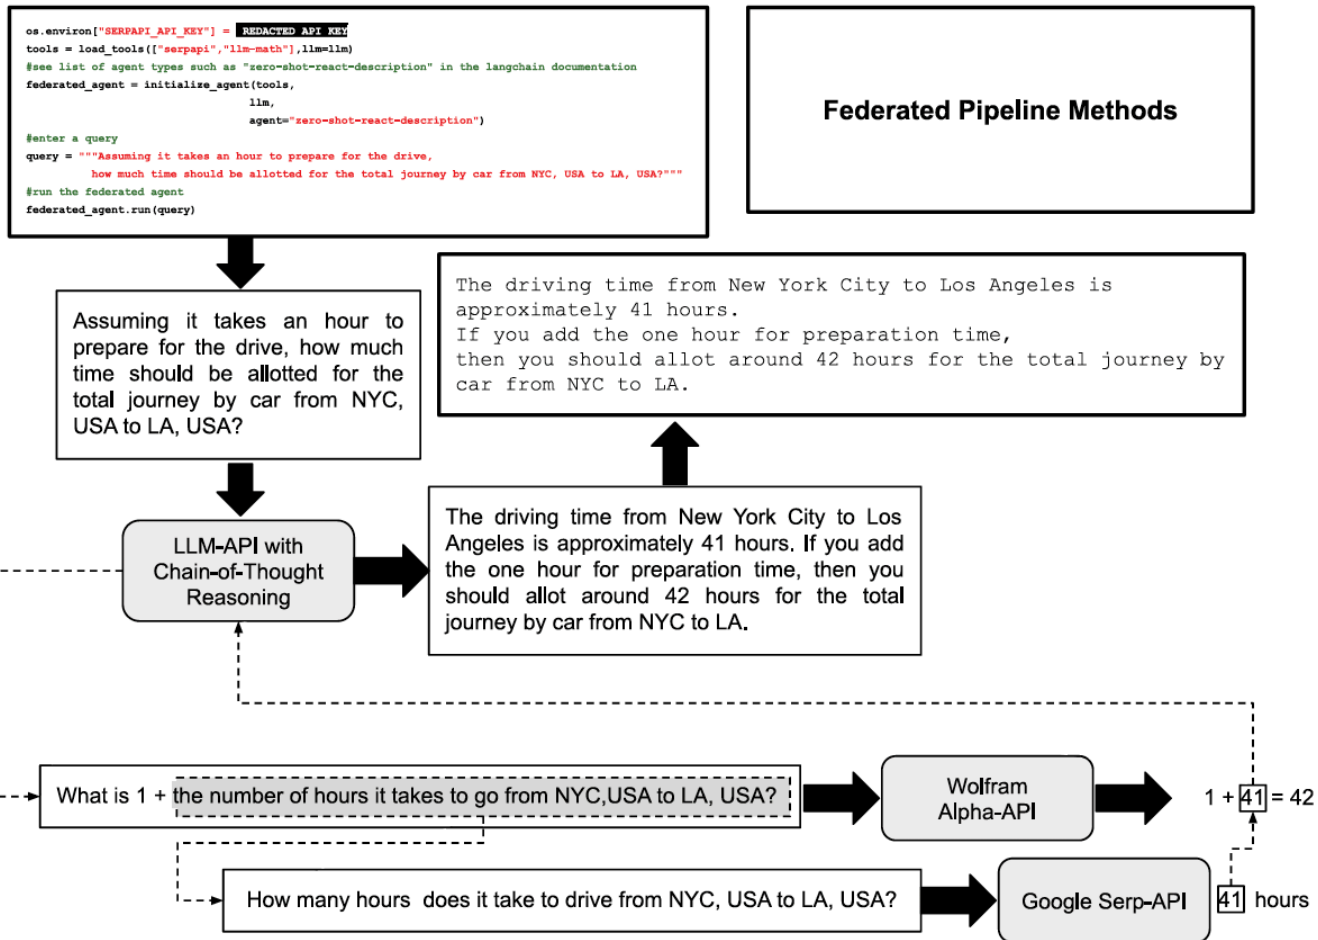 os.environ["SERPAPI_API_KEY"] = REDACTED API KEY
tools = load_tools(["serpapi","llm-math"],llm=llm)
#see list of agent types such as "zero-shot-react-description" in the langchain documentation
federated_agent = initialize_agent(tools,
llm,
agent="zero-shot-react-description")
#enter a query
query = """Assuming it takes an hour to prepare for the drive,
how much time should be allotted for the total journey by car from NYC, USA to LA, USA?"""
#run the federated agent
federated_agent.run(query)
Federated Pipeline Methods
Assuming it takes an hour to
prepare for the drive, how much
time should be allotted for the
total journey by car from NYC,
USA to LA, USA?
The driving time from New York City to Los Angeles is
approximately 41 hours.
If you add the one hour for preparation time,
then you should allot around 42 hours for the total journey by
car from NYC to LA.
LLM-API with
Chain-of-Thought
Reasoning
The driving time from New York City to Los
Angeles is approximately 41 hours. If you add
the one hour for preparation time, then you
should allot around 42 hours for the total
journey by car from NYC to LA.
What is 1 + the number of hours it takes to go from NYC,USA to LA, USA?
Wolfram
Alpha-API
1 + 41 = 42
How many hours does it take to drive from NYC, USA to LA, USA?
Google Serp-API
41 hours